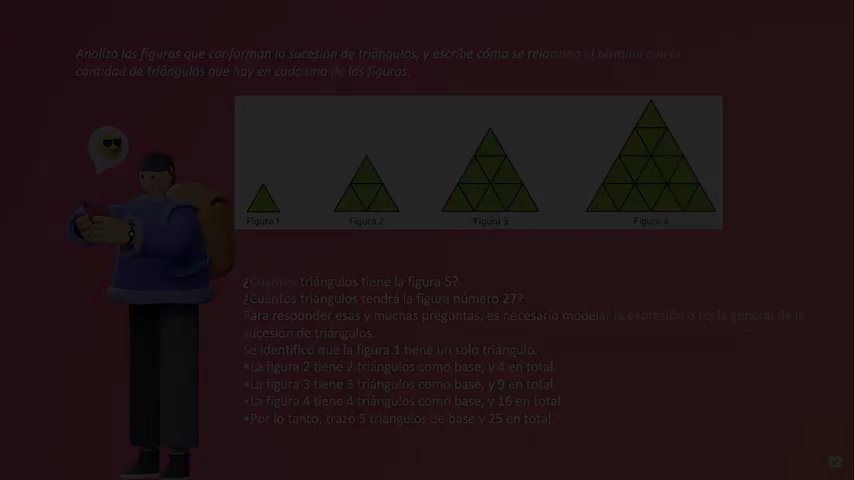 Analiza las figuras que conforman la sucesión de triángulos, y escribe cómo se relaciona el término con la
cantidad de triángulos que hay en cada una de las figuras.
Figura 1 Figura 2 Figura 3 Figura 4
¿Cuántos triángulos tiene la figura 5?
¿Cuántos triángulos tendrá la figura número 27?
Para responder esas y muchas preguntas, es necesario modelar la expresión o regla general de la
sucesión de triángulos.
Se identifico que la figura 1 tiene un solo triángulo.
•La figura 2 tiene 2 triángulos como base, y 4 en total.
•La figura 3 tiene 3 triángulos como base, y 9 en total.
•La figura 4 tiene 4 triángulos como base, y 16 en total.
•Por lo tanto, trazó 5 triángulos de base y 25 en total.
12